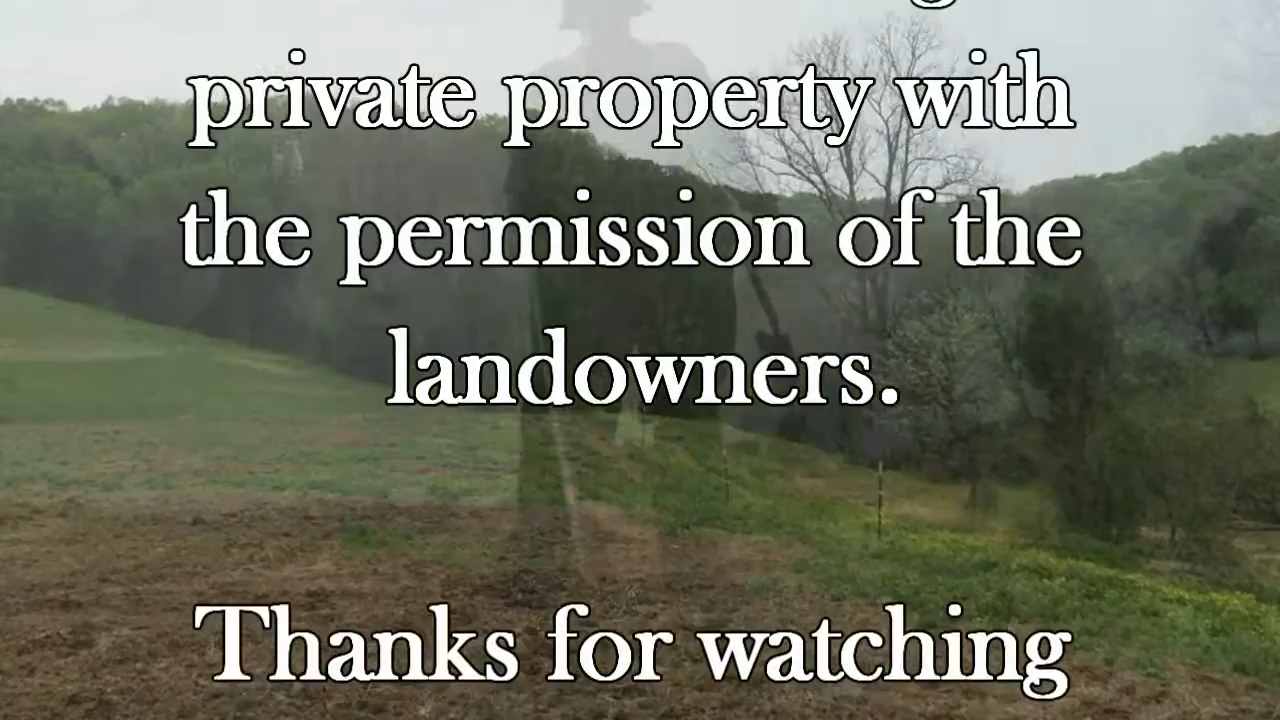 private property with
the permission of the
landowners.
Thanks for watching